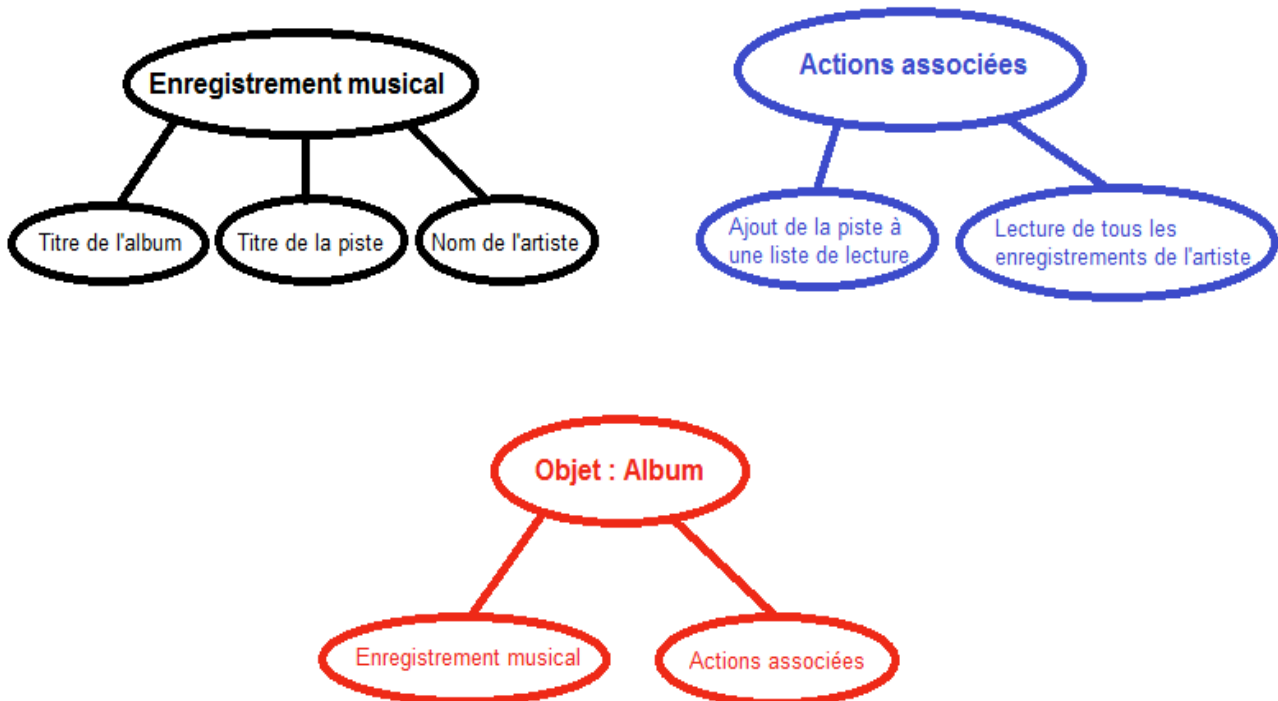 Enregistrement musical
Titre de l'album
Titre de la piste
Nom de l'artiste
Actions associées
Ajout de la piste à
une liste de lecture
Lecture de tous les
enregistrements de l'artiste
Objet : Album
Enregistrement musical
Actions associées